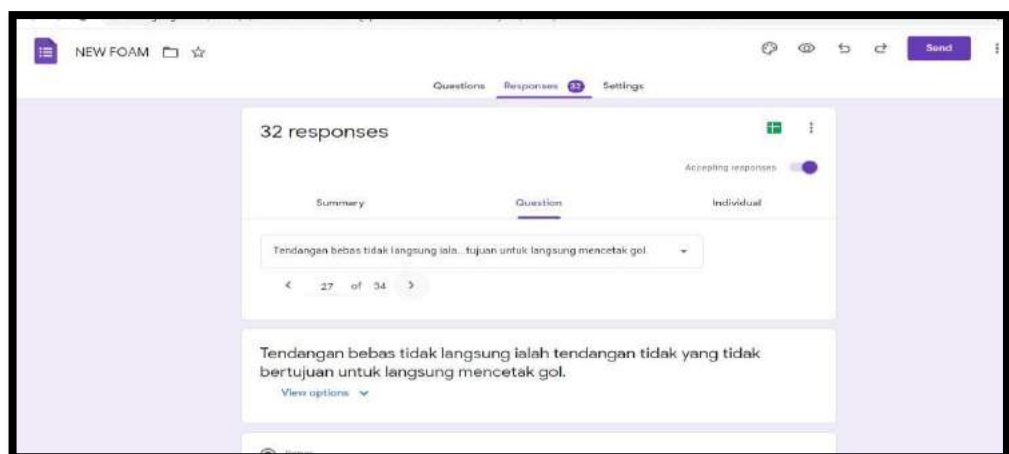 NEW FOAM
Send
Questions Responses 32 Settings
32 responses
Accepting responses
Summary Question Individual
Tendangan bebas tidak langsung iala...tujuan untuk langsung mencetak gol.
27 of 34
Tendangan bebas tidak langsung ialah tendangan tidak yang tidak
bertujuan untuk langsung mencetak gol.
View options